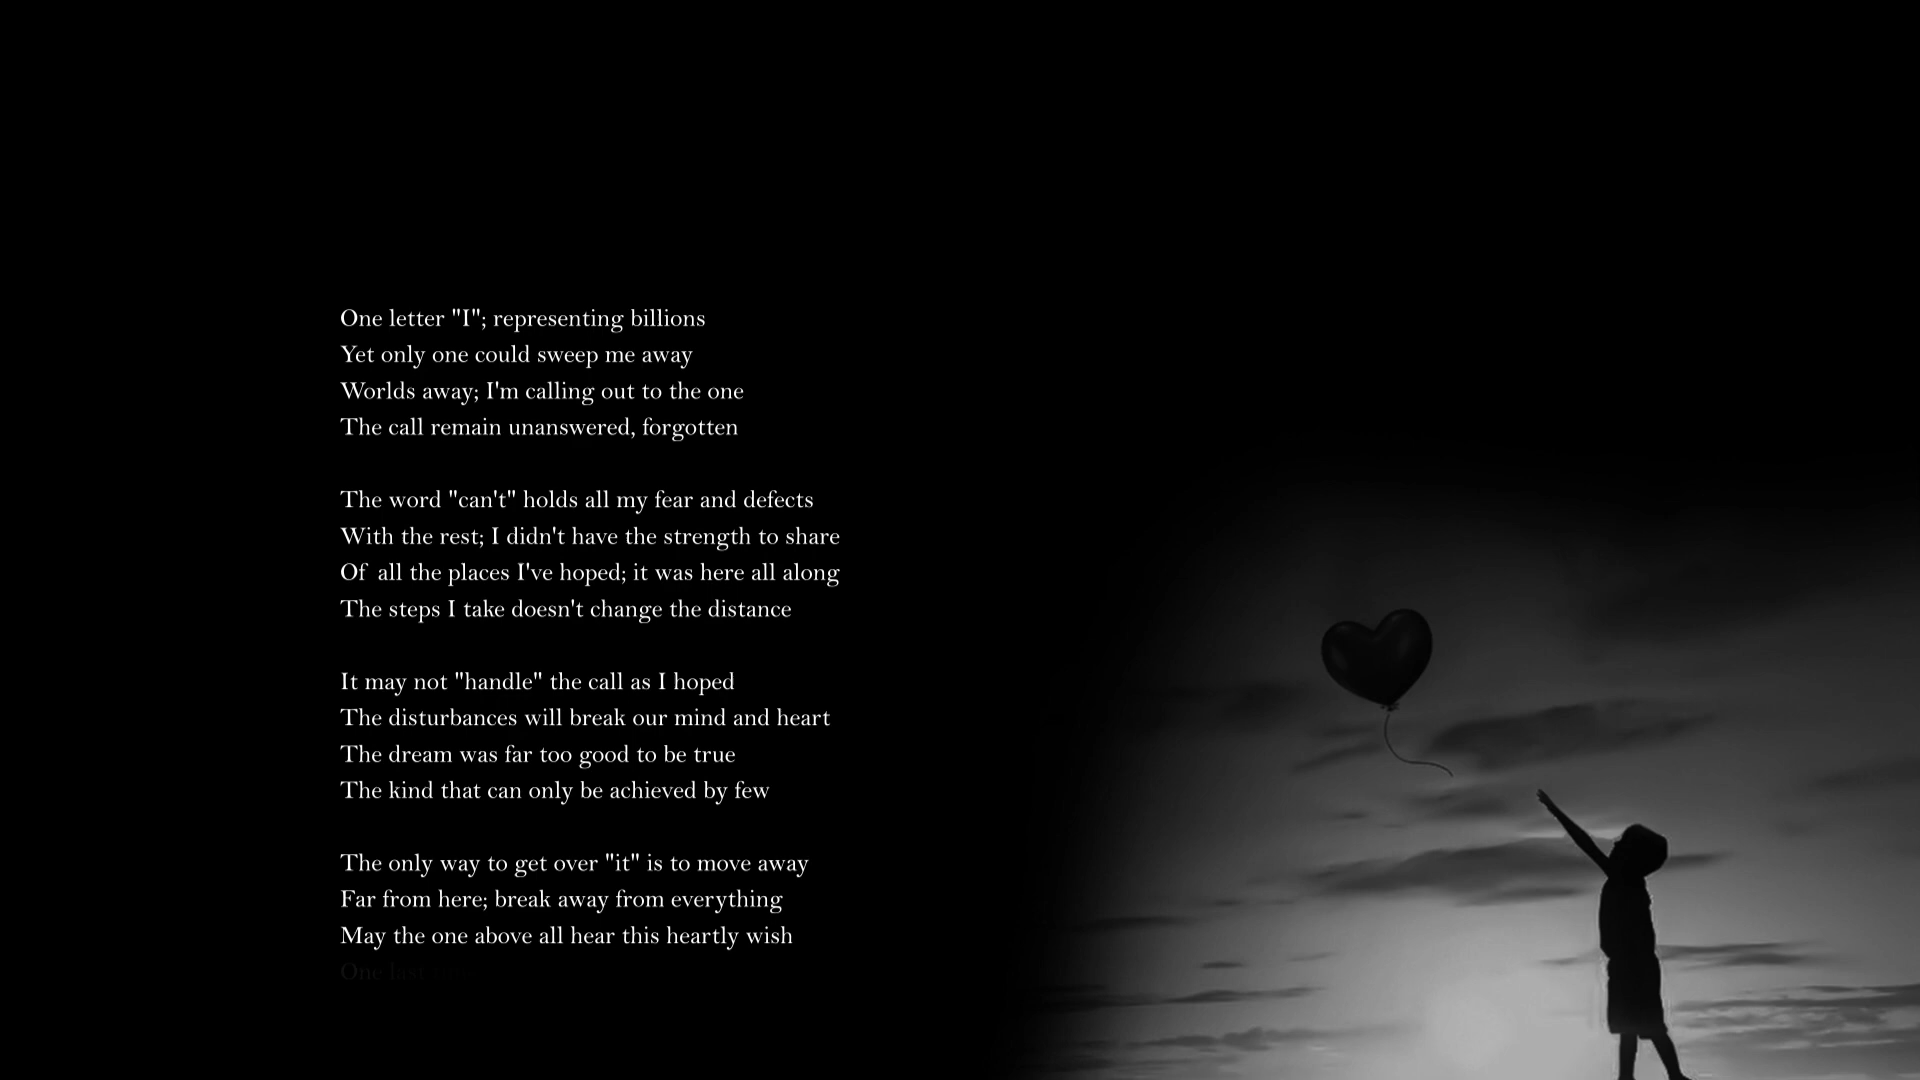 One letter "I"; representing billions
Yet only one could sweep me away
Worlds away; I'm calling out to the one
The call remain unanswered, forgotten
The word "can't" holds all my fear and defects
With the rest; I didn't have the strength to share
Of all the places I've hoped; it was here all along
The steps I take doesn't change the distance
It may not "handle" the call as I hoped
The disturbances will break our mind and heart
The dream was far too good to be true
The kind that can only be achieved by few
The only way to get over "it" is to move away
Far from here; break away from everything
May the one above all hear this heartly wish
One last